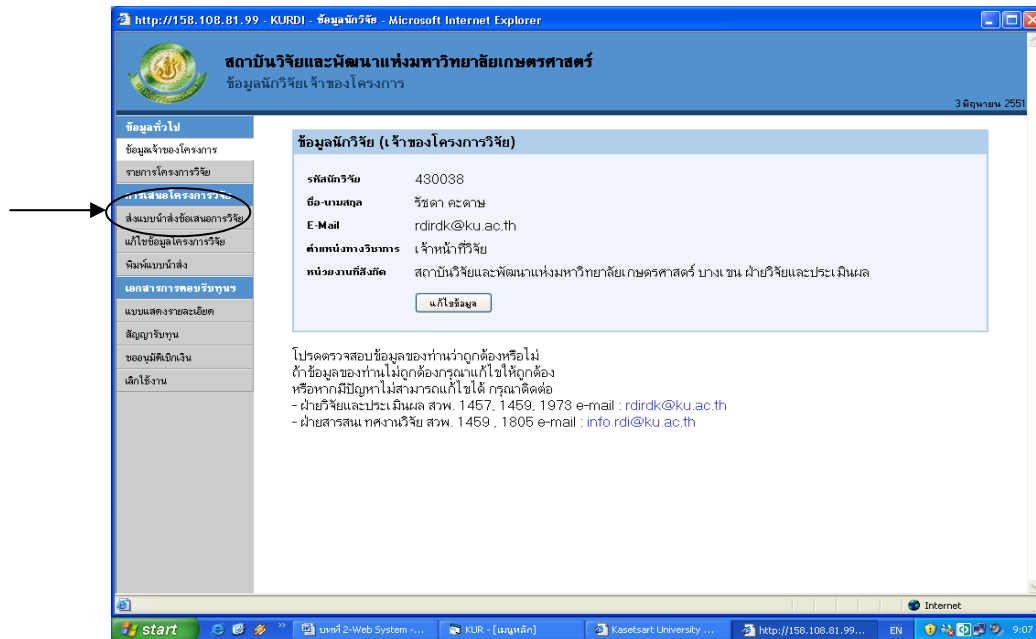 http://158.108.81.99 - KURDI - ข้อมูลนักวิจัย - Microsoft Internet Explorer
สถาบันวิจัยและพัฒนาแห่งมหาวิทยาลัยเกษตรศาสตร์
ข้อมูลนักวิจัยเจ้าของโครงการ
3 มิถุนายน 2551
ข้อมูลทั่วไป
ข้อมูลเจ้าของโครงการ
รายการโครงการวิจัย
การเสนอโครงการวิจัย
ส่งแบบนำส่งข้อเสนอการวิจัย
แก้ไขข้อมูลโครงการวิจัย
พิมพ์แบบนำส่ง
เอกสารการตอบรับทุนฯ
แบบแสดงรายละเอียด
สัญญารับทุน
ขออนุมัติเบิกเงิน
เลิกใช้งาน
ข้อมูลนักวิจัย (เจ้าของโครงการวิจัย)
รหัสนักวิจัย 430038
ชื่อ-นามสกุล รัชดา คะดาษ
E-Mail rdirdk@ku.ac.th
ตำแหน่งทางวิชาการ เจ้าหน้าที่วิจัย
หน่วยงานที่สังกัด สถาบันวิจัยและพัฒนาแห่งมหาวิทยาลัยเกษตรศาสตร์ บางเขน ฝ่ายวิจัยและประเมินผล
แก้ไขข้อมูล
โปรดตรวจสอบข้อมูลของท่านว่าถูกต้องหรือไม่
ถ้าข้อมูลของท่านไม่ถูกต้องกรุณาแก้ไขให้ถูกต้อง
หรือหากมีปัญหาไม่สามารถแก้ไขได้ กรุณาติดต่อ
- ฝ่ายวิจัยและประเมินผล สวพ. 1457, 1459, 1973 e-mail : rdirdk@ku.ac.th
- ฝ่ายสารสนเทศงานวิจัย สวพ. 1459 , 1805 e-mail : info.rdi@ku.ac.th
Internet
start
บทที่ 2-Web System -...
KUR - [เมนูหลัก]
Kasetsart University ...
http://158.108.81.99...
EN